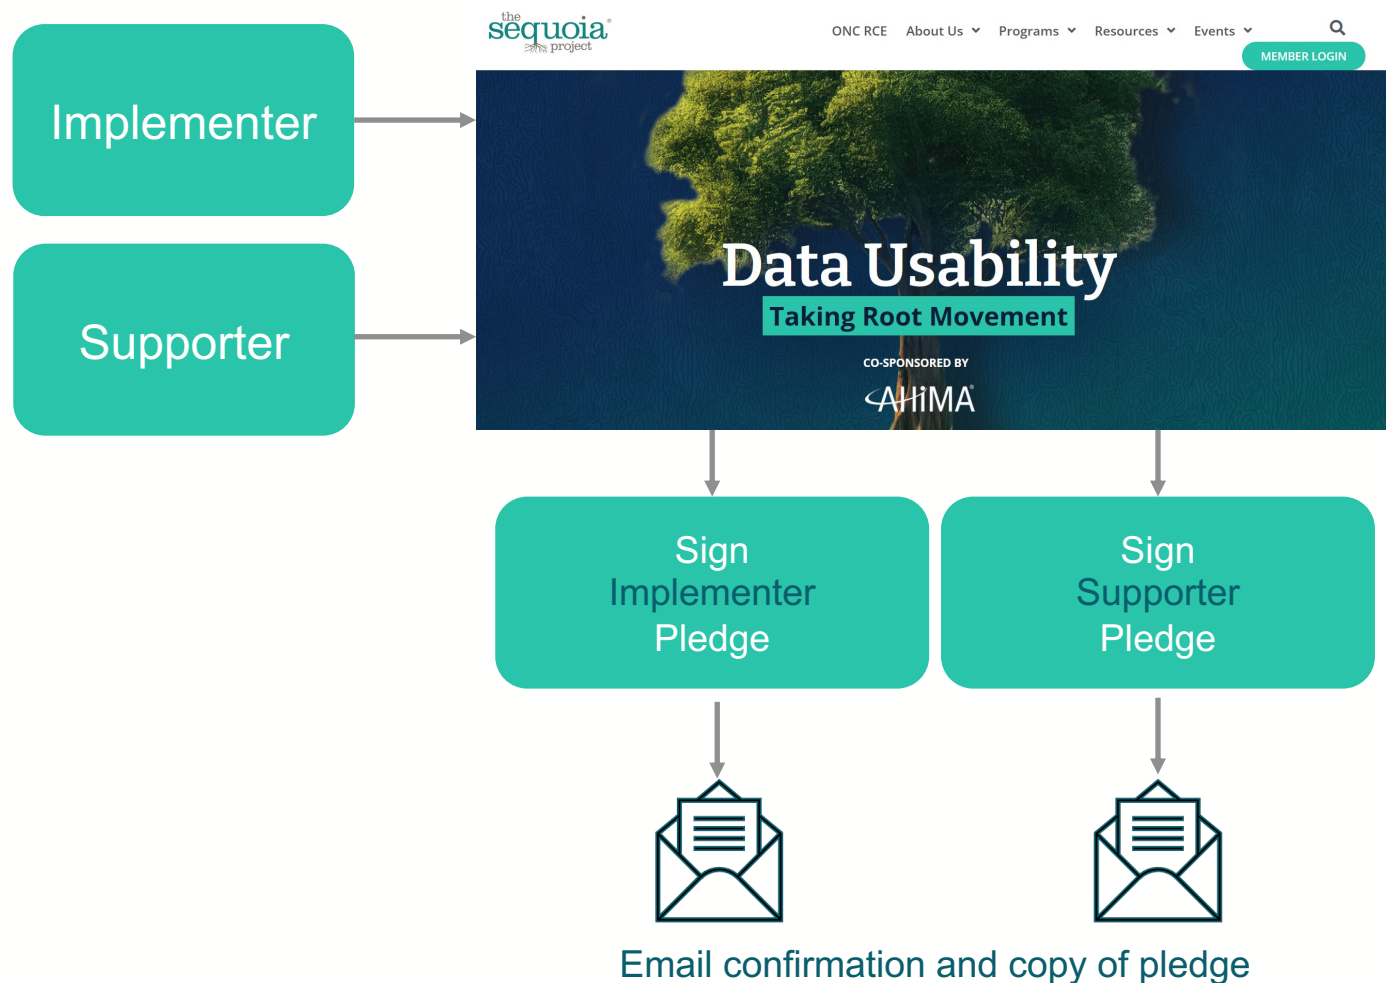 Implementer
Supporter
the
sequoia®
project
ONC RCE About Us Programs Resources Events
MEMBER LOGIN
Data Usability
Taking Root Movement
CO-SPONSORED BY
AHIMA®
Sign
Implementer
Pledge
Sign
Supporter
Pledge
Email confirmation and copy of pledge